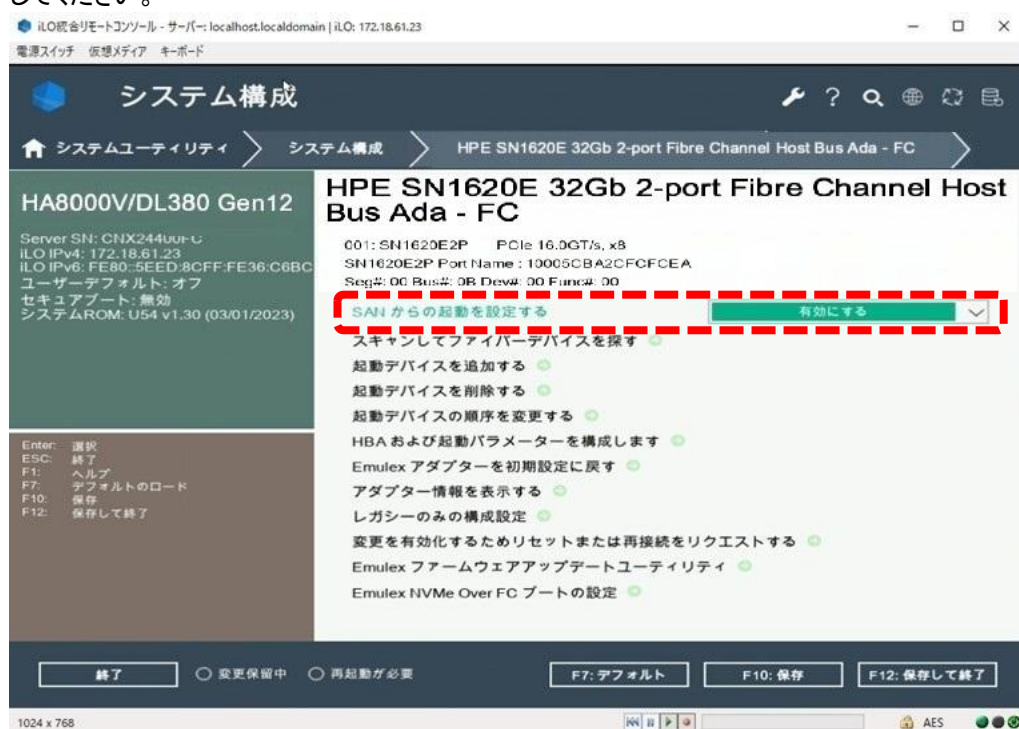 してください。
iLO統合リモートコンソール - サーバー: localhost.localdomain | iLO: 172.18.61.23
電源スイッチ 仮想メディア キーボード
システム構成
システムユーティリティ
システム構成
HPE SN1620E 32Gb 2-port Fibre Channel Host Bus Ada - FC
HA8000V/DL380 Gen12
Server SN:
iLO IPv4: 172.18.61.23
iLO IPv6: FE80::5EED:8CFF:FE36:C6BC
ユーザーデフォルト: オフ
セキュアブート: 無効
システムROM: U54 v1.30 (03/01/2023)
Enter: 選択
ESC: 終了
F1: ヘルプ
F7: デフォルトのロード
F10: 保存
F12: 保存して終了
HPE SN1620E 32Gb 2-port Fibre Channel Host
Bus Ada - FC
001: SN1620E2P PCIe 16.0GT/s, x8
SN1620E2P Port Name : 10005CBA2CFCFCEA
Seg#: 00 Bus#: 0B Dev#: 00 Func#: 00
SAN からの起動を設定する 有効にする
スキャンしてファイバーデバイスを探す
起動デバイスを追加する
起動デバイスを削除する
起動デバイスの順序を変更する
HBA および起動パラメーターを構成します
Emulex アダプターを初期設定に戻す
アダプター情報を表示する
レガシーのみの構成設定
変更を有効化するためリセットまたは再接続をリクエストする
Emulex ファームウェアアップデートユーティリティ
Emulex NVMe Over FC ブートの設定
終了 変更保留中 再起動が必要 F7: デフォルト F10: 保存 F12: 保存して終了
1024 x 768 AES